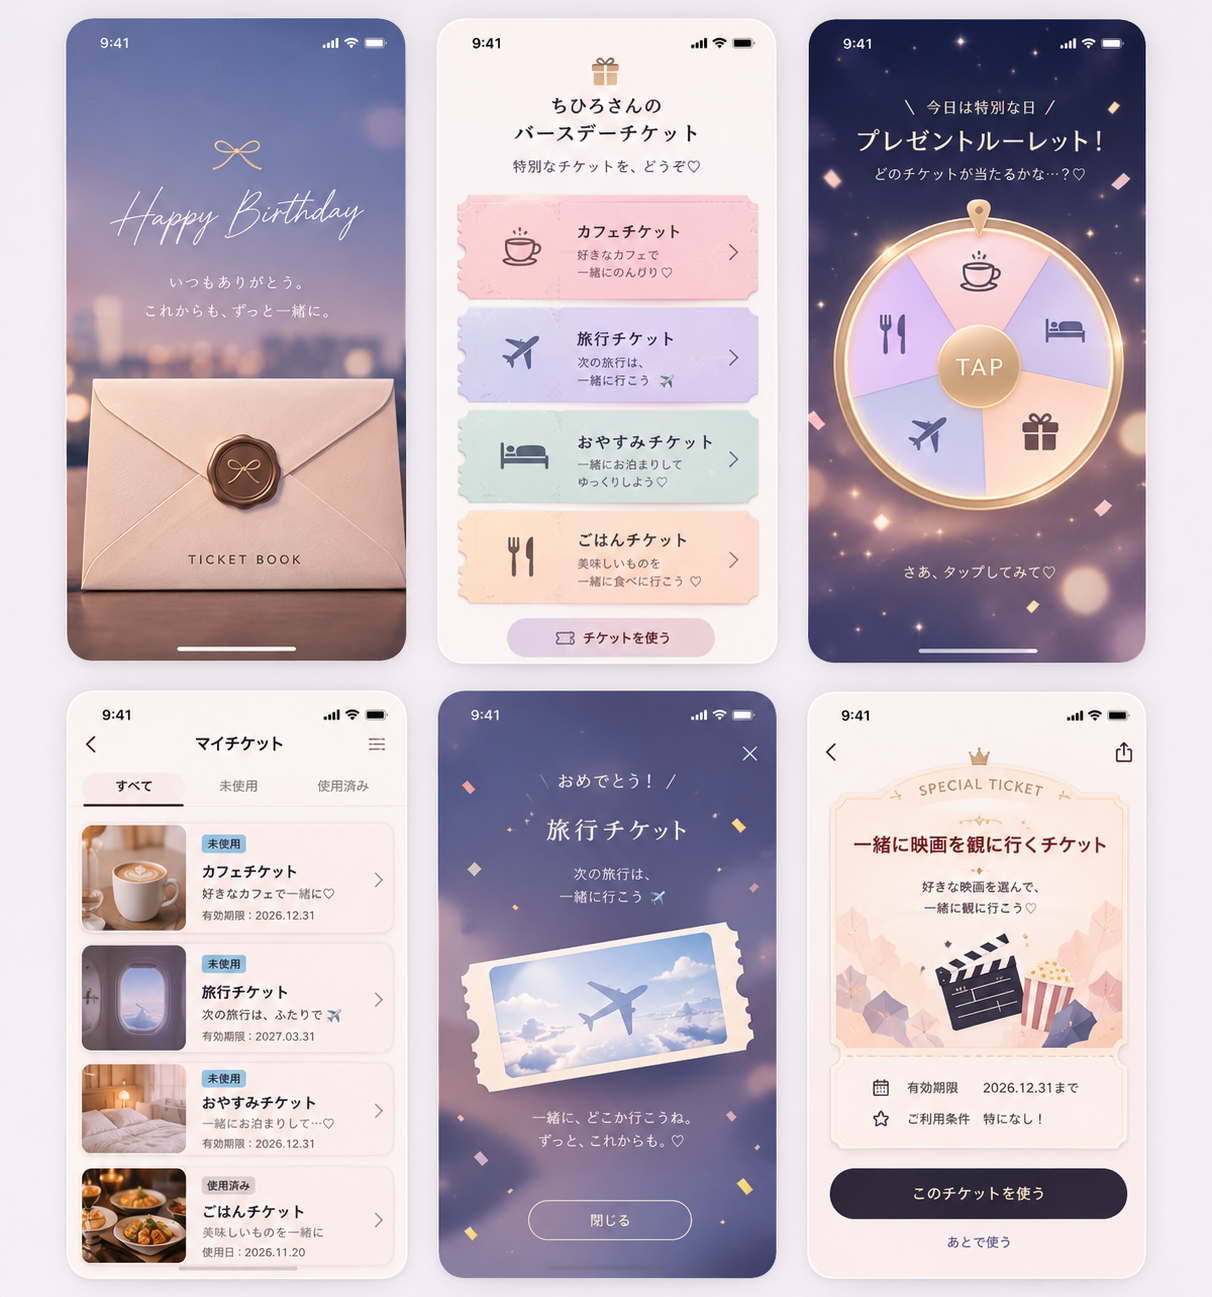 9:41
Happy Birthday
いつもありがとう。
これからも、ずっと一緒に。
TICKET BOOK
9:41
ちひろさんの
バースデーチケット
特別なチケットを、どうぞ♡
カフェチケット
好きなカフェで
一緒にのんびり♡
旅行チケット
次の旅行は、
一緒に行こう ✈️
おやすみチケット
一緒にお泊まりして
ゆっくりしよう♡
ごはんチケット
美味しいものを
一緒に食べに行こう ♡
チケットを使う
9:41
\ 今日は特別な日 /
プレゼントルーレット!
どのチケットが当たるかな…?♡
TAP
さあ、タップしてみて♡
9:41
マイチケット
すべて 未使用 使用済み
未使用
カフェチケット
好きなカフェで一緒に♡
有効期限：2026.12.31
未使用
旅行チケット
次の旅行は、ふたりで ✈️
有効期限：2027.03.31
未使用
おやすみチケット
一緒にお泊まりして…♡
有効期限：2026.12.31
使用済み
ごはんチケット
美味しいものを一緒に
使用日：2026.11.20
9:41
\ おめでとう! /
旅行チケット
次の旅行は、
一緒に行こう ✈️
一緒に、どこか行こうね。
ずっと、これからも。♡
閉じる
9:41
SPECIAL TICKET
一緒に映画を観に行くチケット
好きな映画を選んで、
一緒に観に行こう♡
有効期限 2026.12.31まで
ご利用条件 特になし!
このチケットを使う
あとで使う